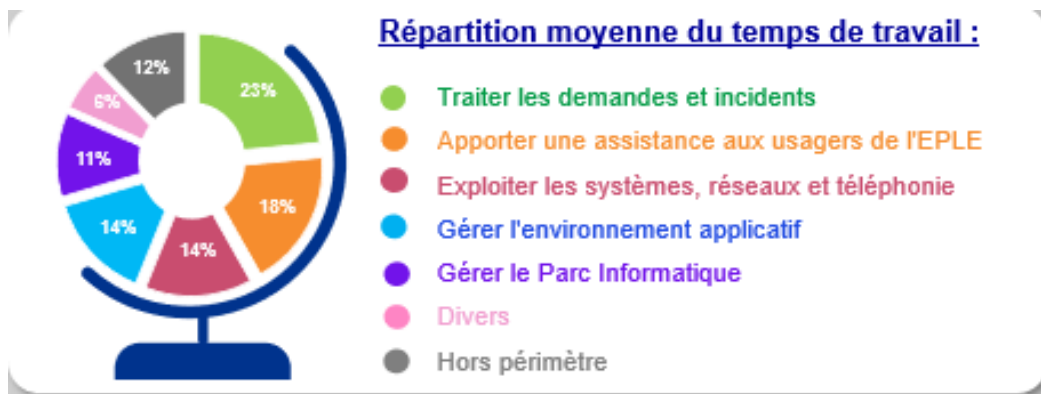 Répartition moyenne du temps de travail :
12%
23%
6%
11%
18%
14%
14%
Traiter les demandes et incidents
Apporter une assistance aux usagers de l'EPLE
Exploiter les systèmes, réseaux et téléphonie
Gérer l'environnement applicatif
Gérer le Parc Informatique
Divers
Hors périmètre